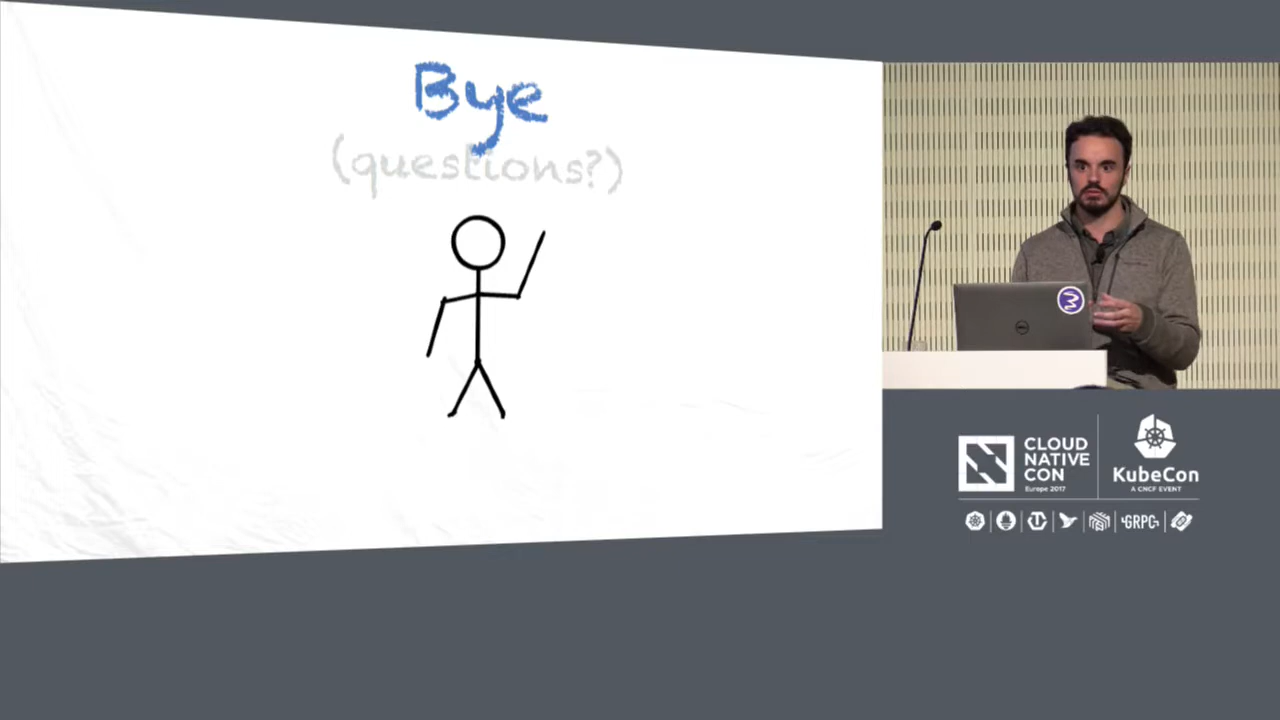 Bye
(questions?)
CLOUD
NATIVE
CON
Europe 2017
KubeCon
A CNCF EVENT
GRPC